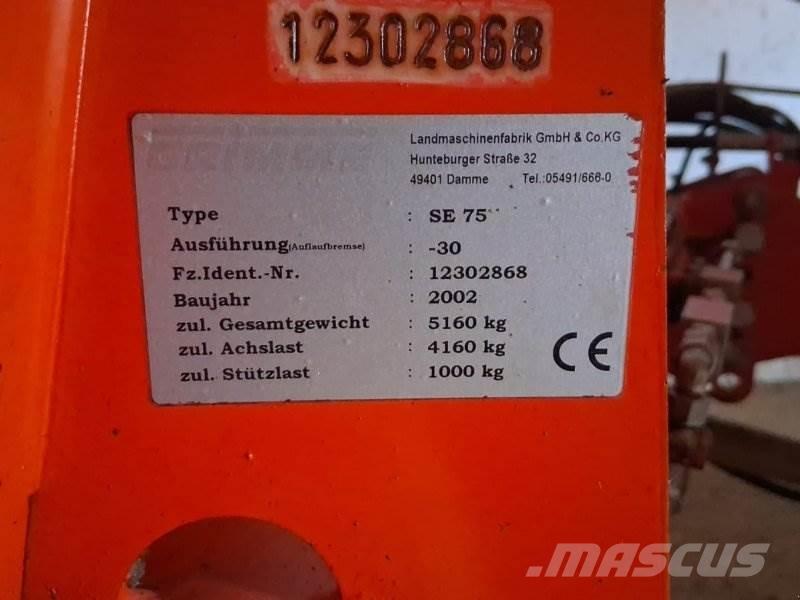 12302868
GRIMME
Landmaschinenfabrik GmbH & Co.KG
Hunteburger Straße 32
49401 Damme Tel.:05491/666-0
Type : SE 75
Ausführung(Auflaufbremse) : -30
Fz.Ident.-Nr. : 12302868
Baujahr : 2002
zul. Gesamtgewicht : 5160 kg
zul. Achslast : 4160 kg
zul. Stützlast : 1000 kg
CE
MASCUS